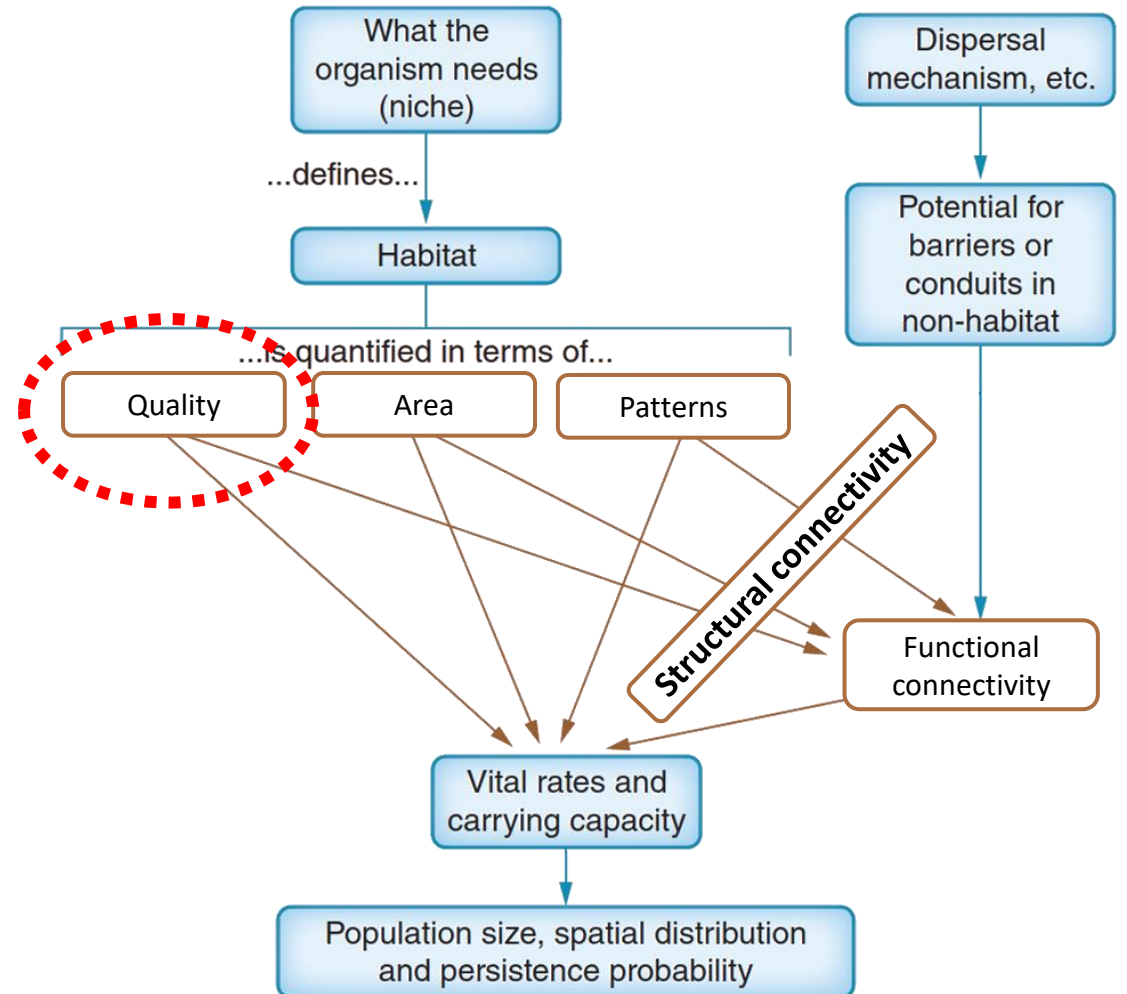 What the
organism needs
(niche)
Dispersal
mechanism, etc.
...defines...
Potential for
barriers or
conduits in
non-habitat
Habitat
...is quantified in terms of...
Quality
Area
Patterns
Structural connectivity
Functional
connectivity
Vital rates and
carrying capacity
Population size, spatial distribution
and persistence probability